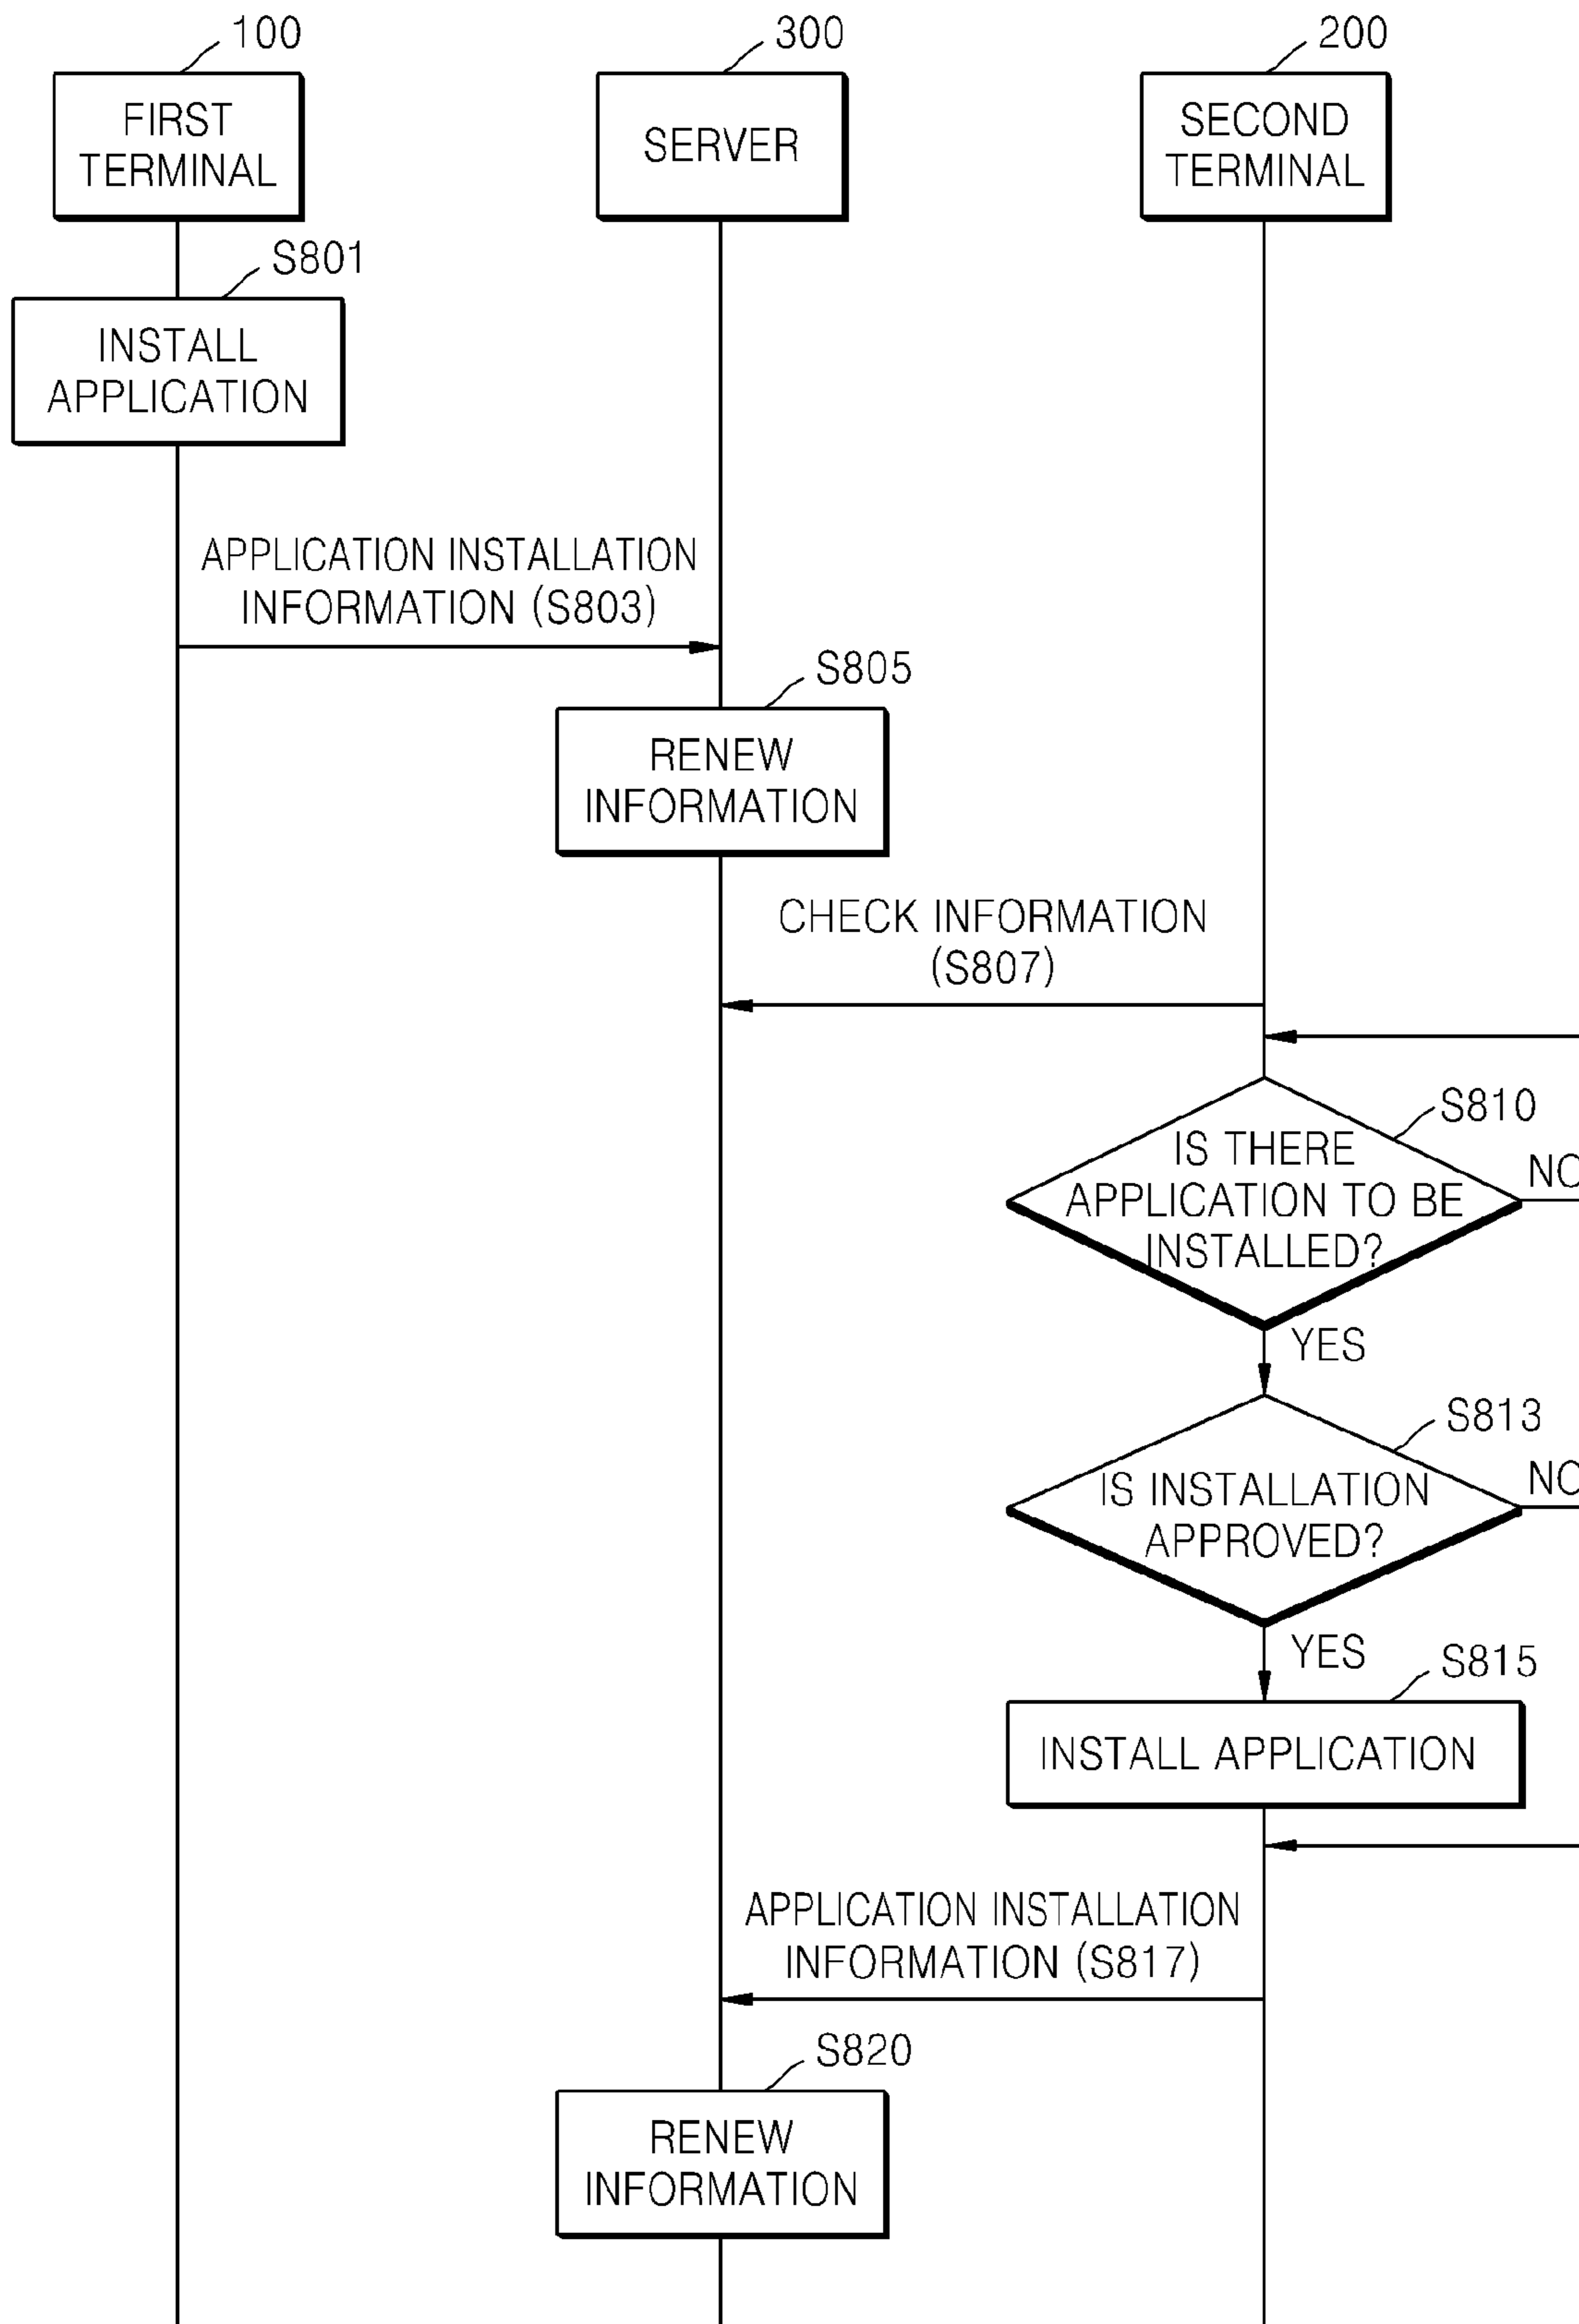 100
300
200
FIRST
TERMINAL
SERVER
SECOND
TERMINAL
S801
INSTALL
APPLICATION
APPLICATION INSTALLATION
INFORMATION (S803)
S805
RENEW
INFORMATION
CHECK INFORMATION
(S807)
S810
IS THERE
APPLICATION TO BE
INSTALLED?
NO
YES
S813
IS INSTALLATION
APPROVED?
NO
YES
S815
INSTALL APPLICATION
APPLICATION INSTALLATION
INFORMATION (S817)
S820
RENEW
INFORMATION